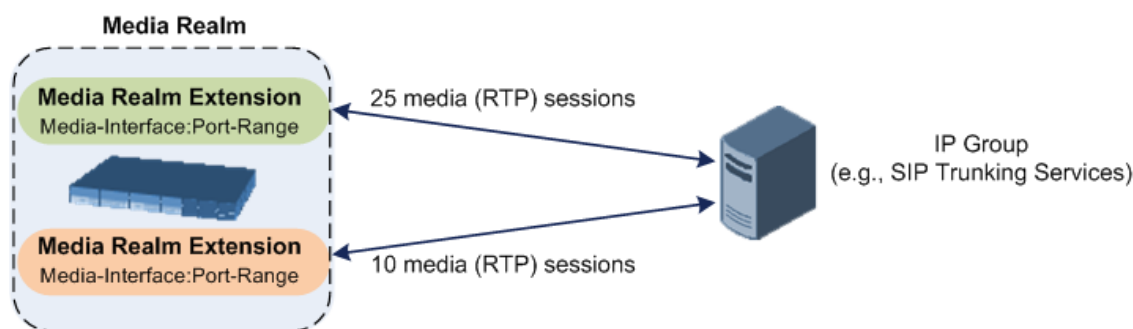 Media Realm
Media Realm Extension
Media-Interface:Port-Range
25 media (RTP) sessions
IP Group
(e.g., SIP Trunking Services)
Media Realm Extension
Media-Interface:Port-Range
10 media (RTP) sessions